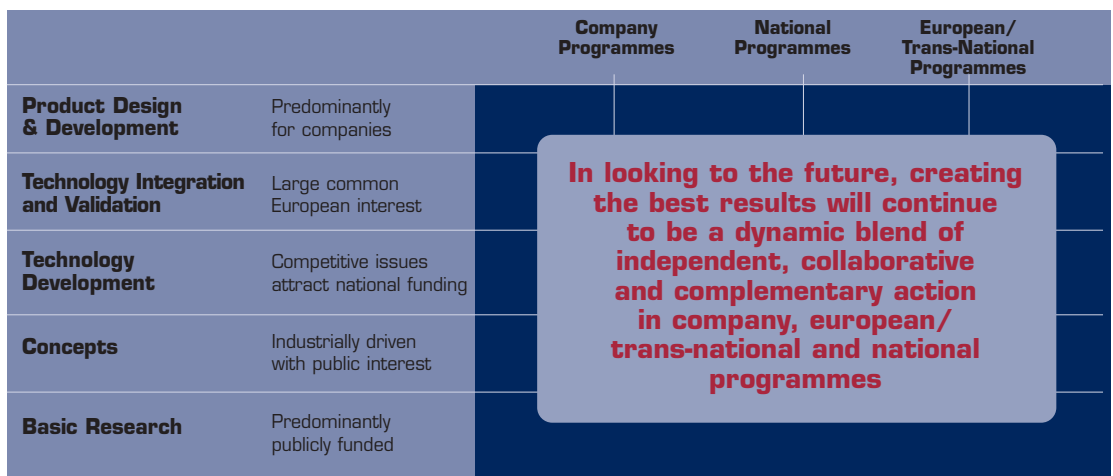 Company
Programmes
National
Programmes
European/
Trans-National
Programmes
Product Design
& Development
Predominantly
for companies
Technology Integration
and Validation
Large common
European interest
Technology
Development
Competitive issues
attract national funding
Concepts
Industrially driven
with public interest
Basic Research
Predominantly
publicly funded
In looking to the future, creating
the best results will continue
to be a dynamic blend of
independent, collaborative
and complementary action
in company, european/
trans-national and national
programmes